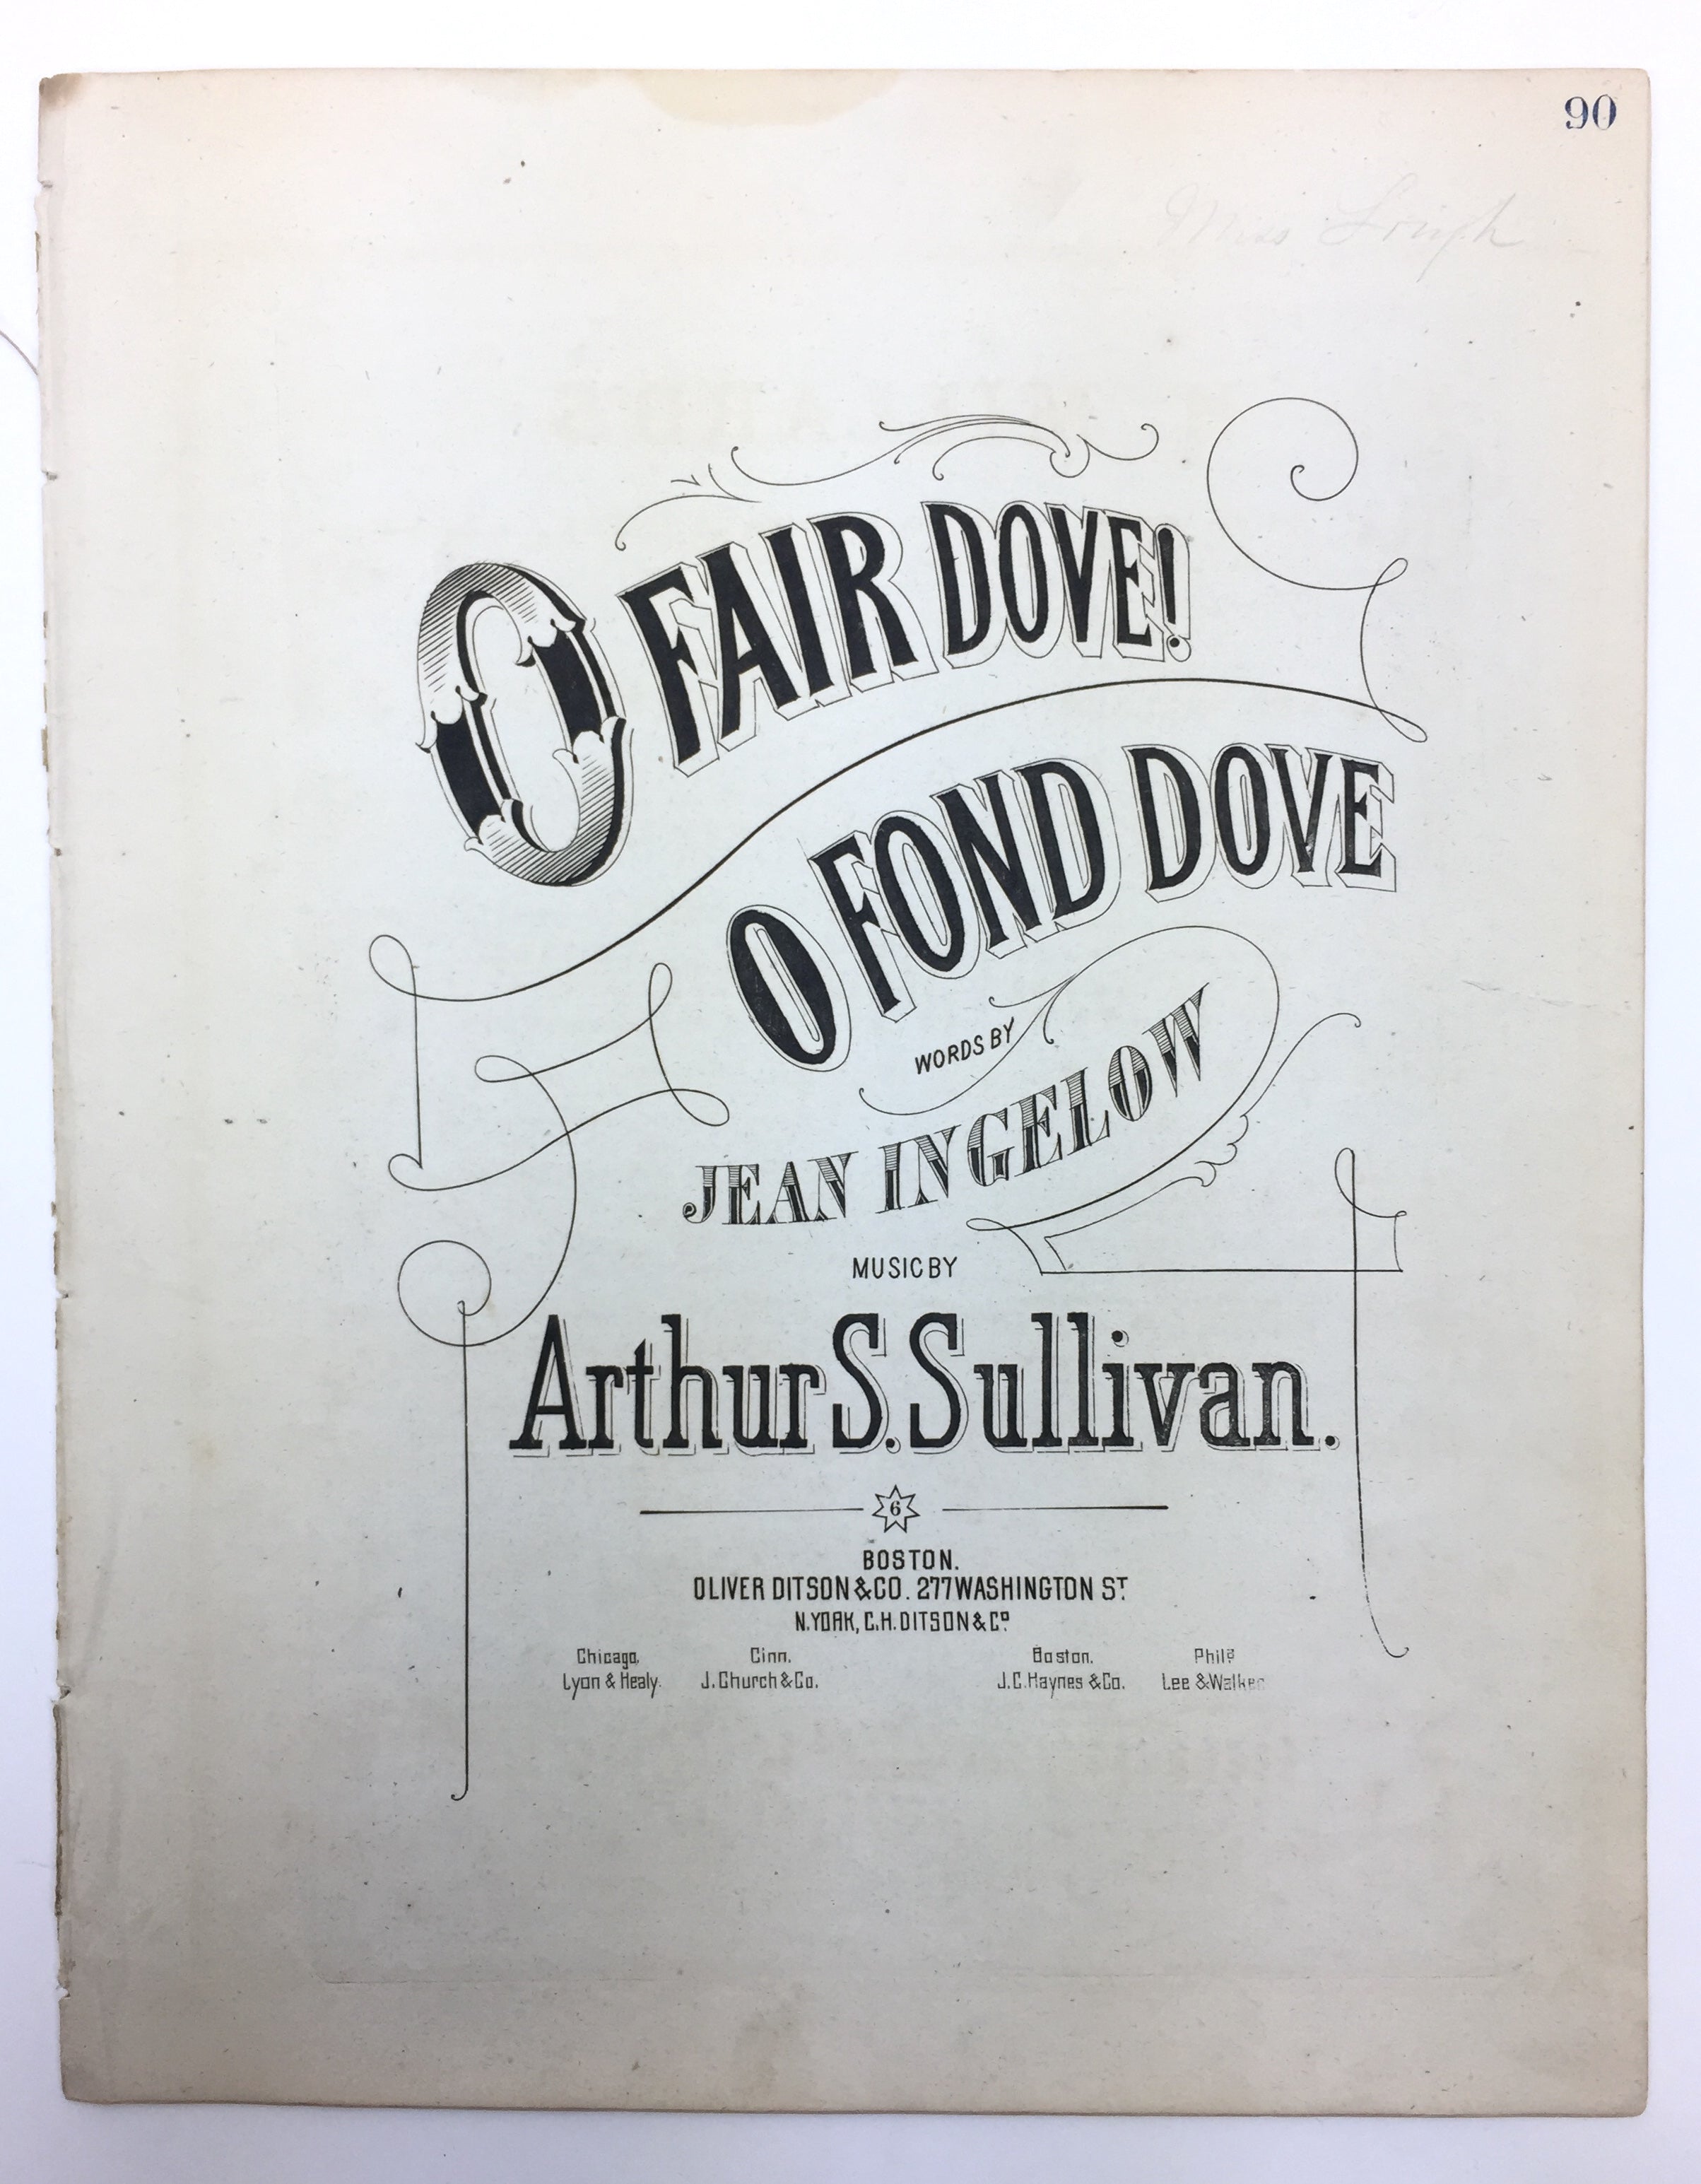 90
Miss
O FAIR DOVE!
O FOND DOVE
WORDS BY
JEAN INGELOW
MUSIC BY
Arthur S. Sullivan.
6
BOSTON.
OLIVER DITSON & CO. 277 WASHINGTON ST.
N. YORK, C. H. DITSON & Co.
Chicago, Cinn. Boston. Phila
Lyon & Healy. J. Church & Co. J. C. Haynes & Co. Lee & Walker